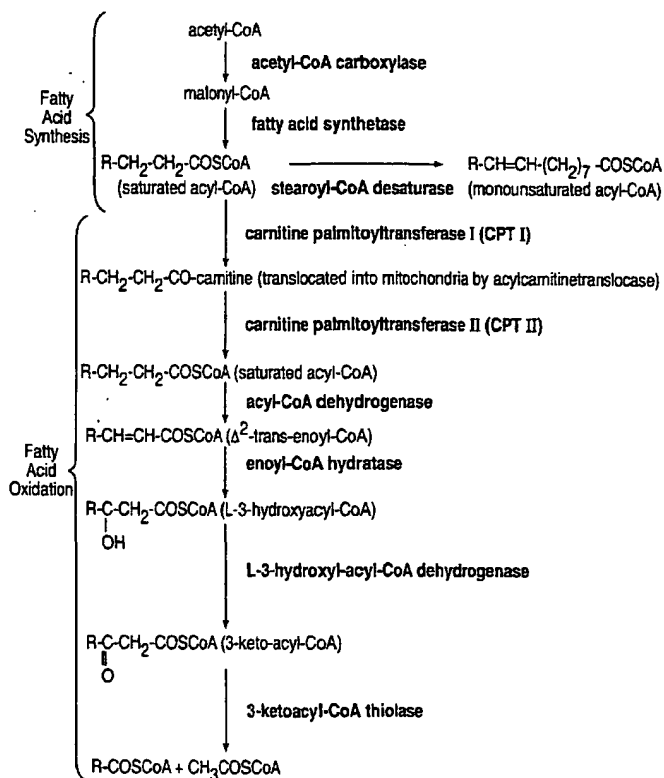 acetyl-CoA
acetyl-CoA carboxylase
malonyl-CoA
Fatty
Acid
Synthesis
fatty acid synthetase
R-CH2-CH2-COSCoA
(saturated acyl-CoA)
stearoyl-CoA desaturase
R-CH=CH-(CH2)7-COSCoA
(monounsaturated acyl-CoA)
carnitine palmitoyltransferase I (CPT I)
R-CH2-CH2-CO-carnitine (translocated into mitochondria by acylcarnitinetranslocase)
carnitine palmitoyltransferase II (CPT II)
R-CH2-CH2-COSCoA (saturated acyl-CoA)
acyl-CoA dehydrogenase
R-CH=CH-COSCoA (Δ2-trans-enoyl-CoA)
enoyl-CoA hydratase
Fatty
Acid
Oxidation
R-C-CH2-COSCoA (L-3-hydroxyacyl-CoA)
OH
L-3-hydroxyl-acyl-CoA dehydrogenase
R-C-CH2-COSCoA (3-keto-acyl-CoA)
O
3-ketoacyl-CoA thiolase
R-COSCoA + CH3COSCoA